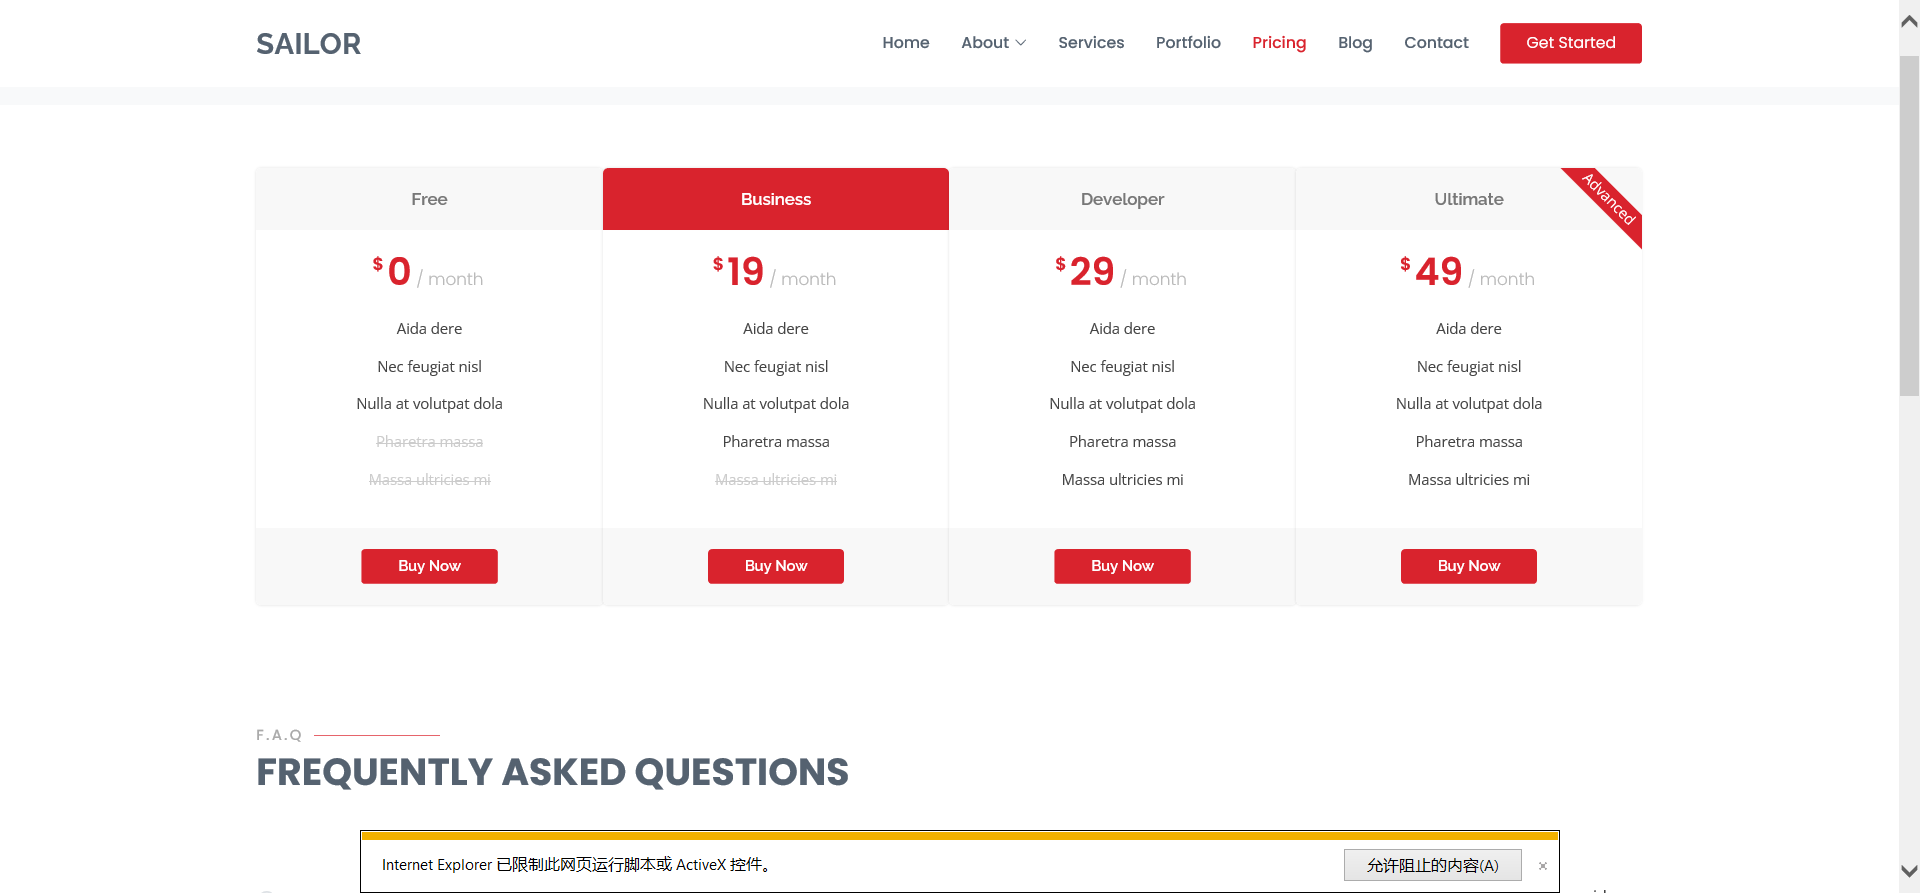 SAILOR
Home About Services Portfolio Pricing Blog Contact Get Started
Free Business Developer Ultimate Advanced
$0 / month $19 / month $29 / month $49 / month
Aida dere Aida dere Aida dere Aida dere
Nec feugiat nisl Nec feugiat nisl Nec feugiat nisl Nec feugiat nisl
Nulla at volutpat dola Nulla at volutpat dola Nulla at volutpat dola Nulla at volutpat dola
Pharetra massa Pharetra massa Pharetra massa Pharetra massa
Massa ultricies mi Massa ultricies mi Massa ultricies mi Massa ultricies mi
Buy Now Buy Now Buy Now Buy Now
F.A.Q
FREQUENTLY ASKED QUESTIONS
Internet Explorer 已限制此网页运行脚本或 ActiveX 控件。 允许阻止的内容(A) ×